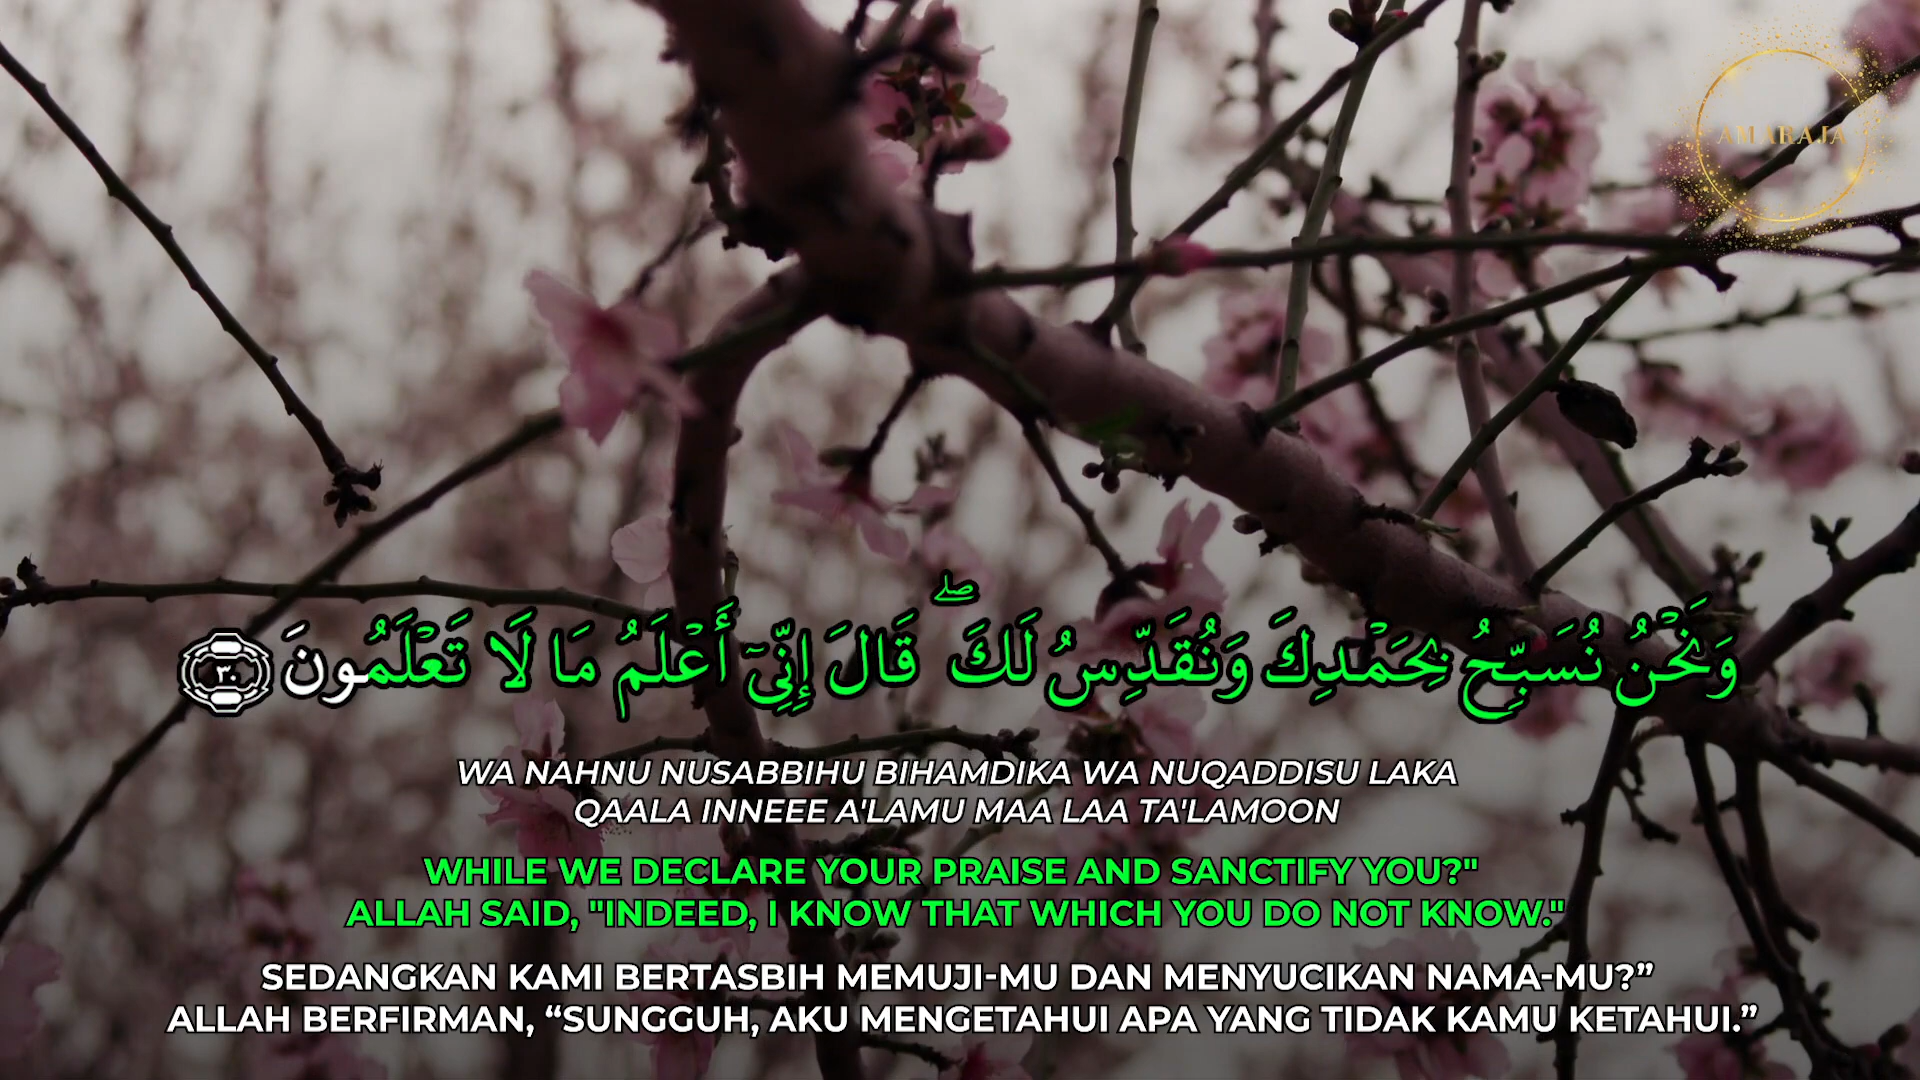 AMARAJA
وَنَحْنُ نُسَبِّحُ بِحَمْدِكَ وَنُقَدِّسُ لَكَ ۖ قَالَ إِنِّىٓ أَعْلَمُ مَا لَا تَعْلَمُونَ ٣٠
WA NAHNU NUSABBIHU BIHAMDIKA WA NUQADDISU LAKA
QAALA INNEEE A'LAMU MAA LAA TA'LAMOON
WHILE WE DECLARE YOUR PRAISE AND SANCTIFY YOU?"
ALLAH SAID, "INDEED, I KNOW THAT WHICH YOU DO NOT KNOW."
SEDANGKAN KAMI BERTASBIH MEMUJI-MU DAN MENYUCIKAN NAMA-MU?”
ALLAH BERFIRMAN, “SUNGGUH, AKU MENGETAHUI APA YANG TIDAK KAMU KETAHUI.”